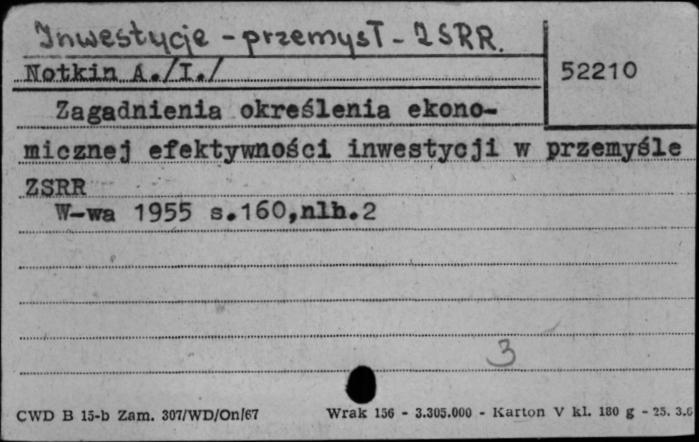 Inwestycje - przemysł - ZSRR.
Notkin A./I./
52210
Zagadnienia określenia ekono-
micznej efektywności inwestycji w przemyśle
ZSRR
W-wa 1955 s.160,nlb.2
3
CWD B 15-b Zam. 307/WD/On/67 Wrak 156 - 3.305.000 - Karton V kl. 180 g - 25. 3.6